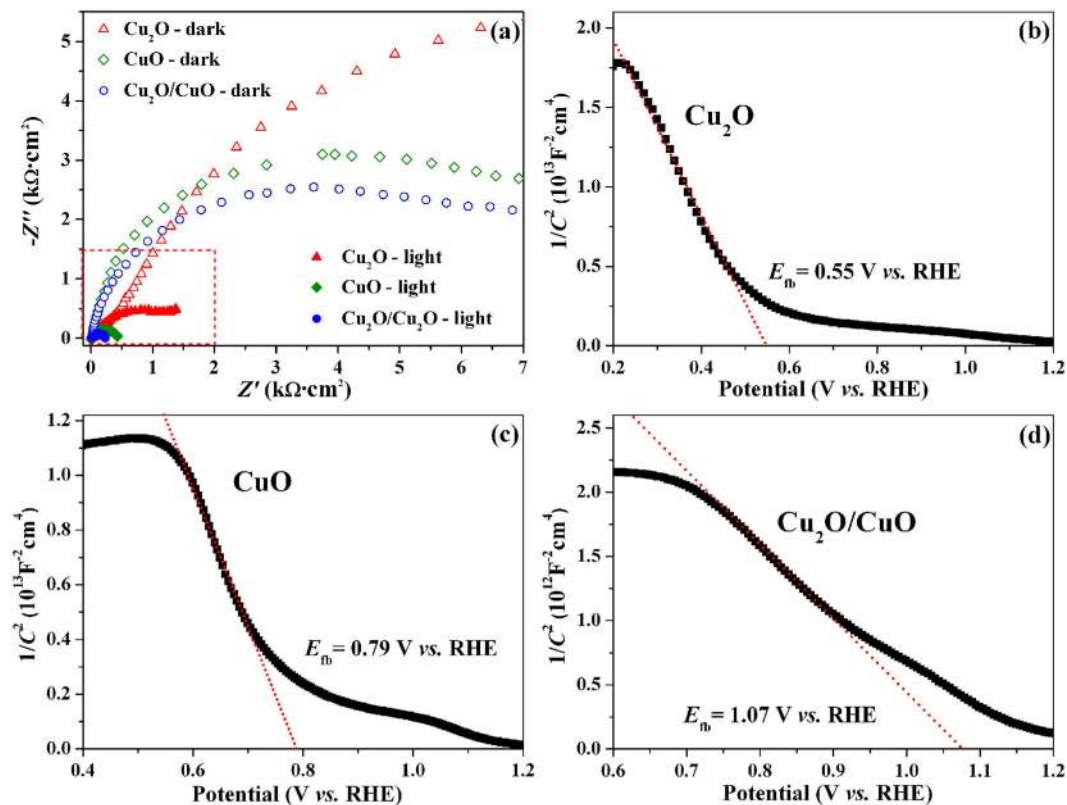 (a)
Cu₂O - dark
CuO - dark
Cu₂O/CuO - dark
Cu₂O - light
CuO - light
Cu₂O/Cu₂O - light
5
4
3
2
1
0
0 1 2 3 4 5 6 7
-Z″ (kΩ·cm²)
Z′ (kΩ·cm²)
(b)
Cu₂O
E_fb = 0.55 V vs. RHE
2.0
1.5
1.0
0.5
0.0
0.2 0.4 0.6 0.8 1.0 1.2
1/C² (10¹³F⁻²cm⁴)
Potential (V vs. RHE)
(c)
CuO
E_fb = 0.79 V vs. RHE
1.2
1.0
0.8
0.6
0.4
0.2
0.0
0.4 0.6 0.8 1.0 1.2
1/C² (10¹³F⁻²cm⁴)
Potential (V vs. RHE)
(d)
Cu₂O/CuO
E_fb = 1.07 V vs. RHE
2.5
2.0
1.5
1.0
0.5
0.0
0.6 0.7 0.8 0.9 1.0 1.1 1.2
1/C² (10¹²F⁻²cm⁴)
Potential (V vs. RHE)